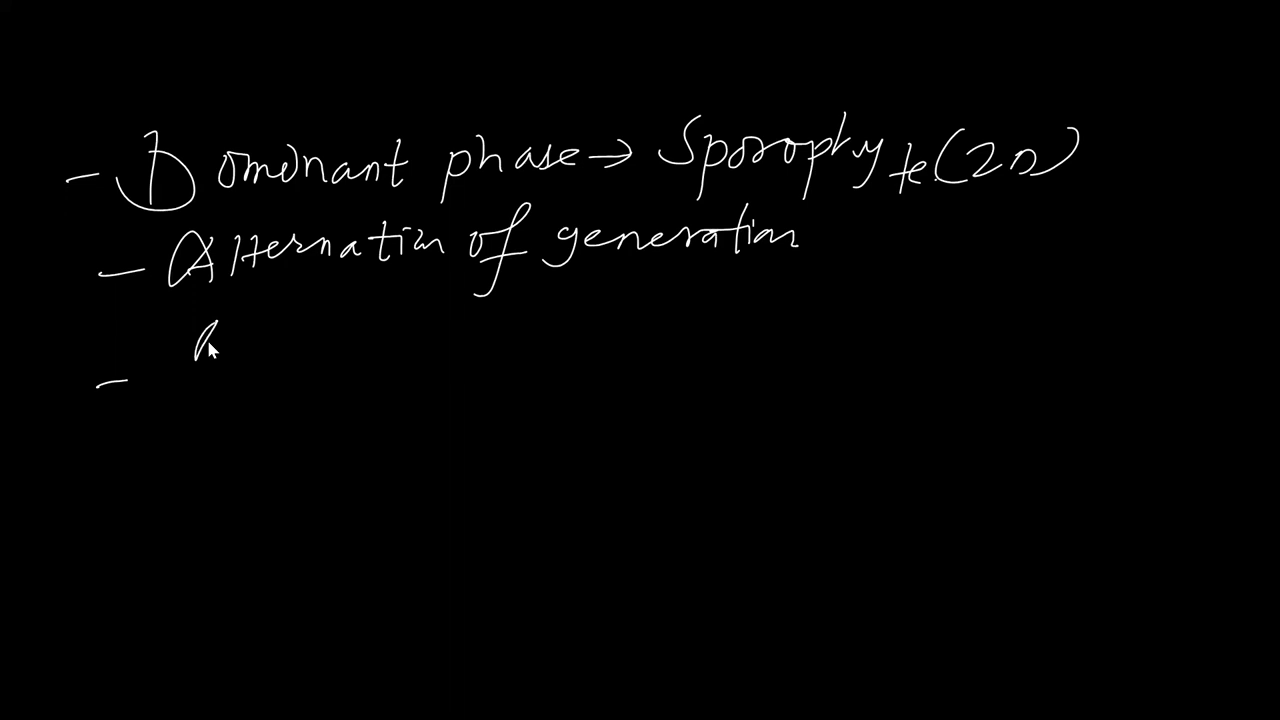 - Dominant phase → Sporophyte (2n)
- Alternation of generation
-